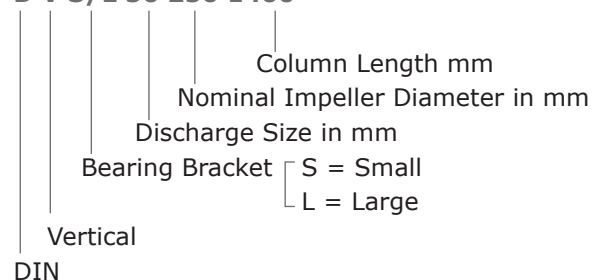 Column Length mm
Nominal Impeller Diameter in mm
Discharge Size in mm
Bearing Bracket S = Small
L = Large
Vertical
DIN